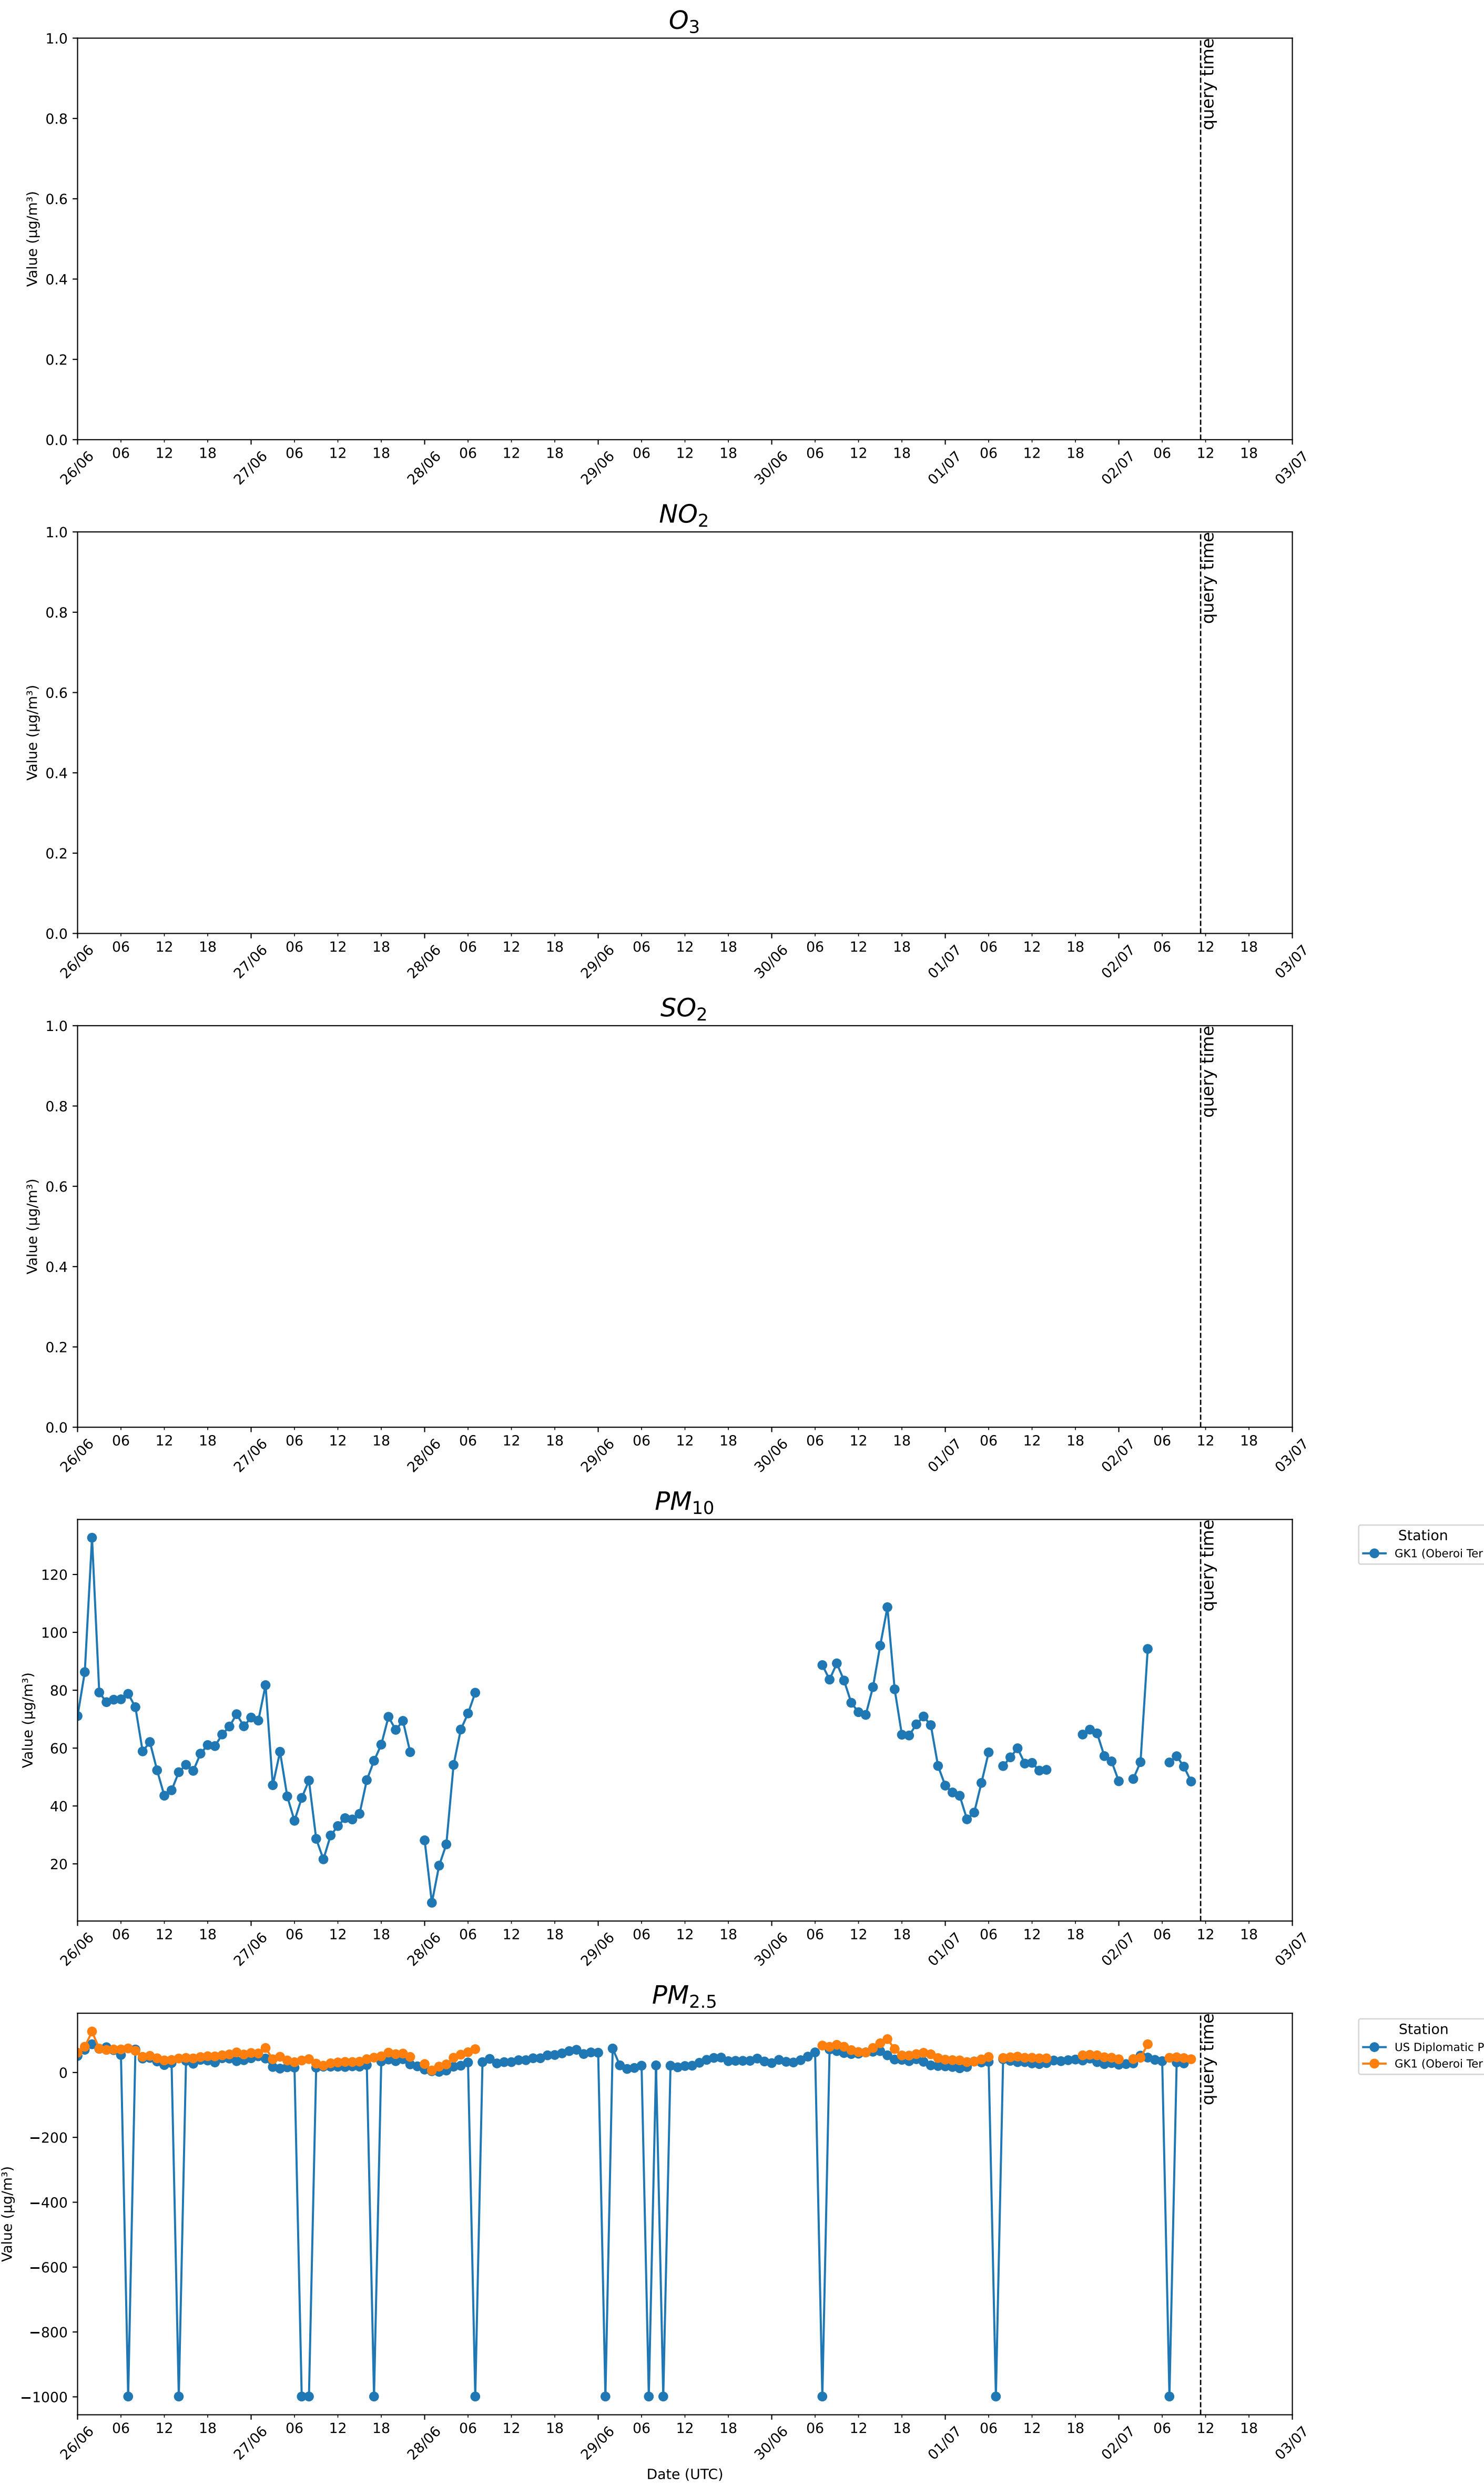 O3
1.0
0.8
0.6
0.4
0.2
0.0
Value (µg/m³)
query time
26/06 06 12 18 27/06 06 12 18 28/06 06 12 18 29/06 06 12 18 30/06 06 12 18 01/07 06 12 18 02/07 06 12 18 03/07
NO2
1.0
0.8
0.6
0.4
0.2
0.0
Value (µg/m³)
query time
26/06 06 12 18 27/06 06 12 18 28/06 06 12 18 29/06 06 12 18 30/06 06 12 18 01/07 06 12 18 02/07 06 12 18 03/07
SO2
1.0
0.8
0.6
0.4
0.2
0.0
Value (µg/m³)
query time
26/06 06 12 18 27/06 06 12 18 28/06 06 12 18 29/06 06 12 18 30/06 06 12 18 01/07 06 12 18 02/07 06 12 18 03/07
PM10
120
100
80
60
40
20
Value (µg/m³)
query time
Station
GK1 (Oberoi Ter
26/06 06 12 18 27/06 06 12 18 28/06 06 12 18 29/06 06 12 18 30/06 06 12 18 01/07 06 12 18 02/07 06 12 18 03/07
PM2.5
0
−200
−400
−600
−800
−1000
Value (µg/m³)
query time
Station
US Diplomatic P
GK1 (Oberoi Ter
26/06 06 12 18 27/06 06 12 18 28/06 06 12 18 29/06 06 12 18 30/06 06 12 18 01/07 06 12 18 02/07 06 12 18 03/07
Date (UTC)